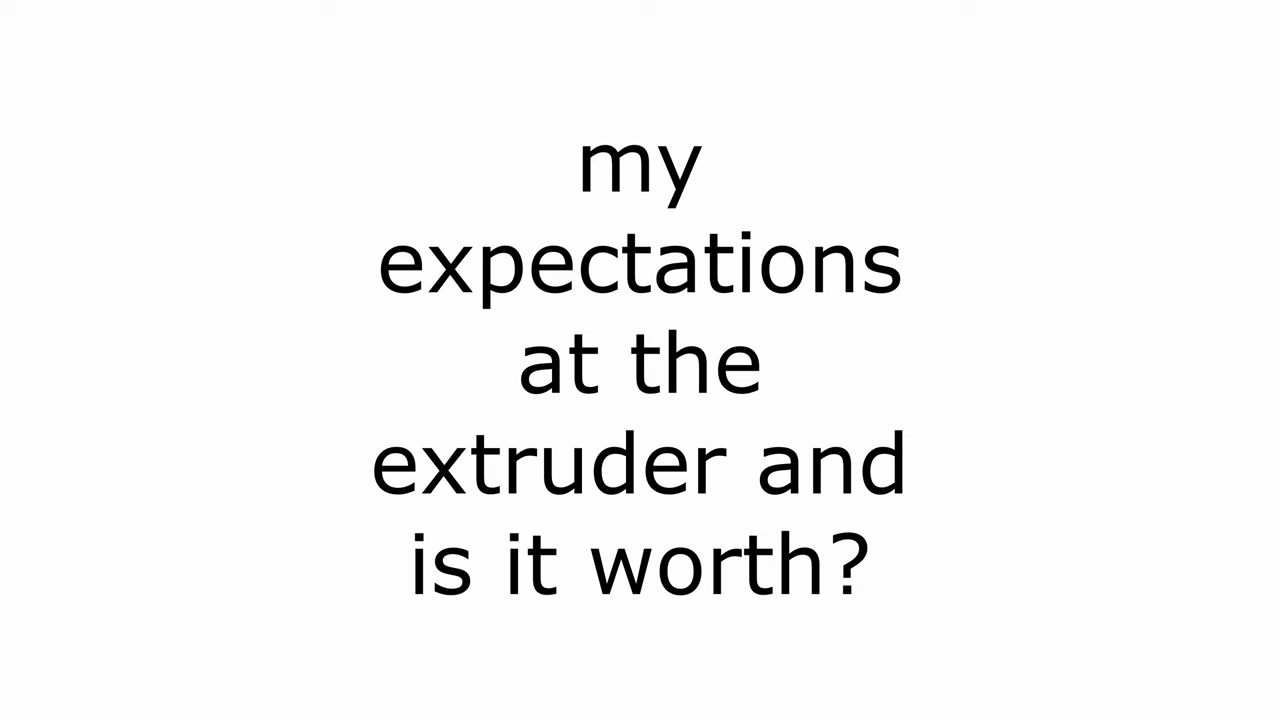 my
expectations
at the
extruder and
is it worth?